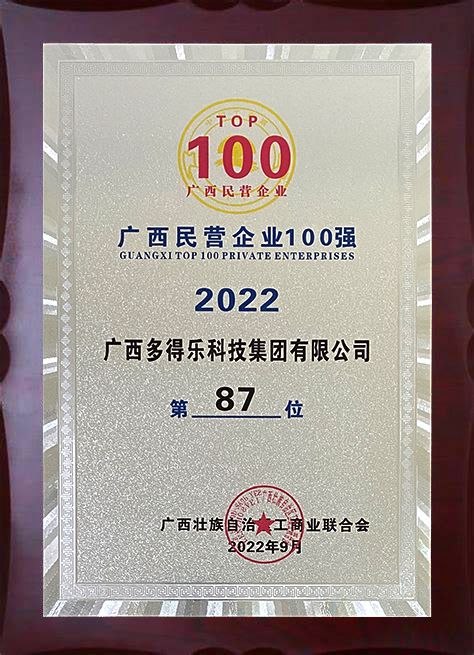 TOP
100
广西民营企业
广西民营企业100强
GUANGXI TOP 100 PRIVATE ENTERPRISES
2022
广西多得乐科技集团有限公司
第 87 位
广西壮族自治 工商业联合会
2022年9月